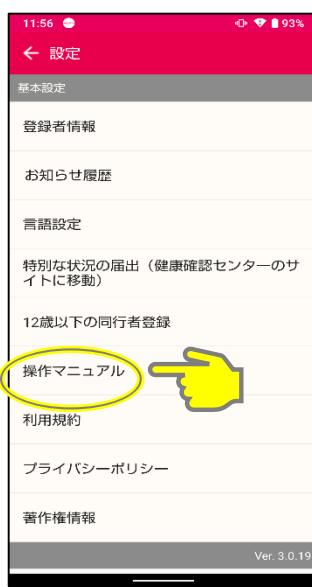 11:56 93%
← 設定
基本設定
登録者情報
お知らせ履歴
言語設定
特別な状況の届出（健康確認センターのサ
イトに移動）
12歳以下の同行者登録
操作マニュアル
利用規約
プライバシーポリシー
著作権情報
Ver. 3.0.19